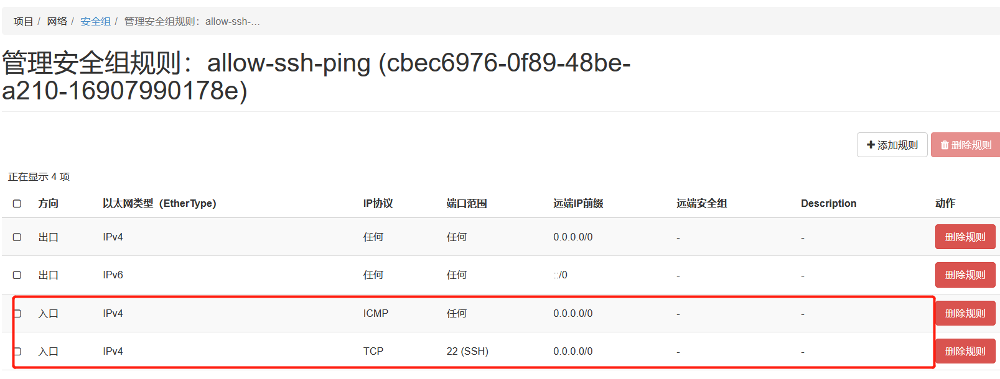 项目 / 网络 / 安全组 / 管理安全组规则：allow-ssh-...
管理安全组规则：allow-ssh-ping (cbec6976-0f89-48be-
a210-16907990178e)
添加规则 删除规则
正在显示 4 项
方向 以太网类型（EtherType） IP协议 端口范围 远端IP前缀 远端安全组 Description 动作
出口 IPv4 任何 任何 0.0.0.0/0 - - 删除规则
出口 IPv6 任何 任何 ::/0 - - 删除规则
入口 IPv4 ICMP 任何 0.0.0.0/0 - - 删除规则
入口 IPv4 TCP 22 (SSH) 0.0.0.0/0 - - 删除规则